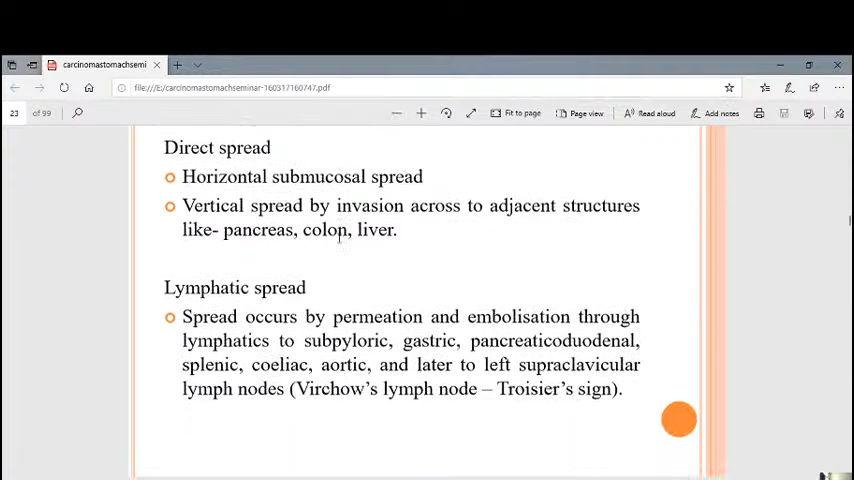 carcinomastomachsemi
file:///E:/carcinomastomachseminar-160317160747.pdf
23 of 99 Fit to page Page view Read aloud Add notes
Direct spread
Horizontal submucosal spread
Vertical spread by invasion across to adjacent structures
like- pancreas, colon, liver.
Lymphatic spread
Spread occurs by permeation and embolisation through
lymphatics to subpyloric, gastric, pancreaticoduodenal,
splenic, coeliac, aortic, and later to left supraclavicular
lymph nodes (Virchow’s lymph node – Troisier’s sign).